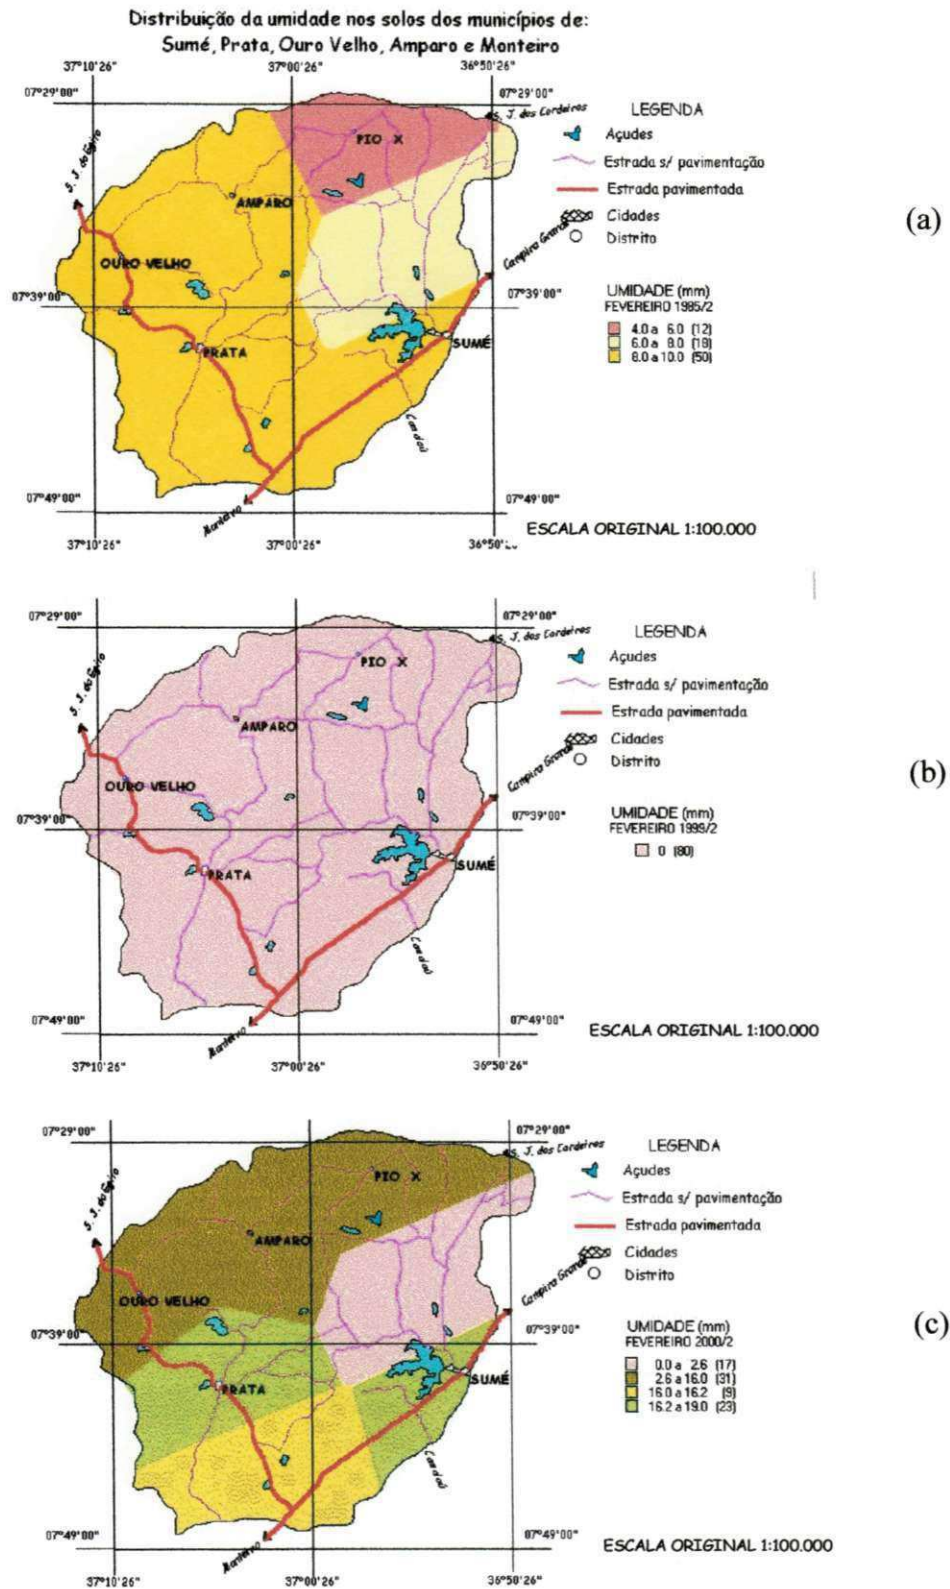 Distribuição da umidade nos solos dos municípios de:
Sumé, Prata, Ouro Velho, Amparo e Monteiro
37°10'26" 37°00'26" 36°50'26"
07°29'00"
S. J. dos Cordeiros
LEGENDA
PIO X
Açudes
Estrada s/ pavimentação
S. J. do Egito
AMPARO
Estrada pavimentada
Cidades
Distrito
(a)
Campina Grande
OURO VELHO
07°39'00" 07°39'00"
UMIDADE (mm)
FEVEREIRO 1985/2
4.0 a 6.0 (12)
6.0 a 8.0 (18)
8.0 a 10.0 (50)
SUMÉ
PRATA
Monteiro
07°49'00" 07°49'00"
ESCALA ORIGINAL 1:100.000
37°10'26" 37°00'26" 36°50'
07°29'00"
S. J. dos Cordeiros
LEGENDA
PIO X
Açudes
Estrada s/ pavimentação
S. J. do Egito
AMPARO
Estrada pavimentada
Cidades
Distrito
(b)
Campina Grande
OURO VELHO
07°39'00" 07°39'00"
UMIDADE (mm)
FEVEREIRO 1999/2
0 (80)
SUMÉ
PRATA
Monteiro
07°49'00" 07°49'00"
ESCALA ORIGINAL 1:100.000
37°10'26" 37°00'26" 36°50'26"
07°29'00" 07°29'00"
S. J. dos Cordeiros
LEGENDA
PIO X
Açudes
Estrada s/ pavimentação
S. J. do Egito
AMPARO
Estrada pavimentada
Cidades
Distrito
(c)
Campina Grande
OURO VELHO
07°39'00" 07°39'00"
UMIDADE (mm)
FEVEREIRO 2000/2
0.0 a 2.6 (17)
2.6 a 16.0 (31)
16.0 a 16.2 (9)
16.2 a 19.0 (23)
SUMÉ
PRATA
Monteiro
07°49'00" 07°49'00"
ESCALA ORIGINAL 1:100.000
37°10'26" 37°00'26" 36°50'26"